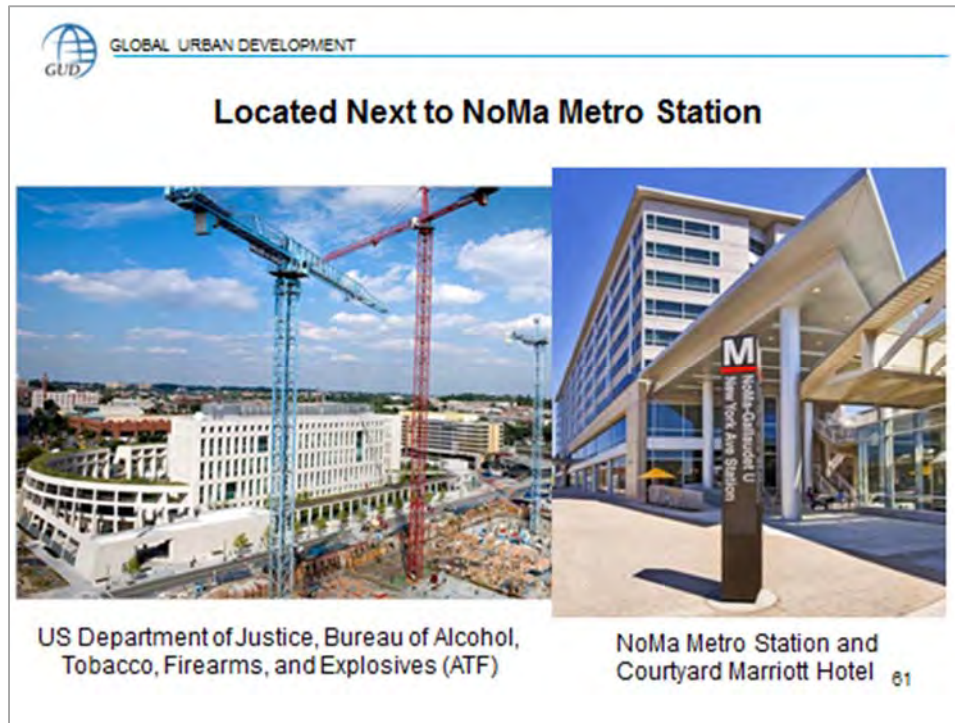 GUD
GLOBAL URBAN DEVELOPMENT
Located Next to NoMa Metro Station
M
NoMa-Gallaudet U
New York Ave Station
US Department of Justice, Bureau of Alcohol,
Tobacco, Firearms, and Explosives (ATF)
NoMa Metro Station and
Courtyard Marriott Hotel
61